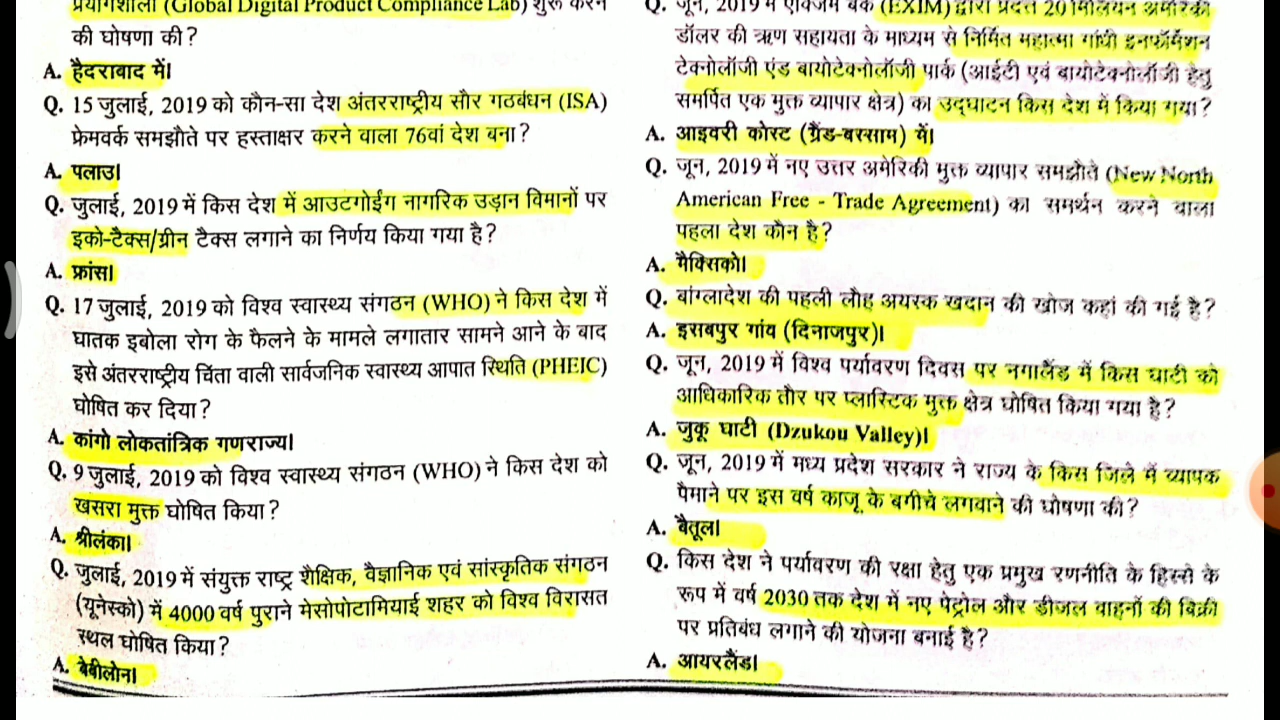 प्रयोगशाला (Global Digital Product Compliance Lab) शुरू करने
की घोषणा की?
A. हैदराबाद में।
Q. 15 जुलाई, 2019 को कौन-सा देश अंतरराष्ट्रीय सौर गठबंधन (ISA)
फ्रेमवर्क समझौते पर हस्ताक्षर करने वाला 76वां देश बना?
A. पलाउ।
Q. जुलाई, 2019 में किस देश में आउटगोईंग नागरिक उड़ान विमानों पर
इको-टैक्स/ग्रीन टैक्स लगाने का निर्णय किया गया है?
A. फ्रांस।
Q. 17 जुलाई, 2019 को विश्व स्वास्थ्य संगठन (WHO) ने किस देश में
घातक इबोला रोग के फैलने के मामले लगातार सामने आने के बाद
इसे अंतरराष्ट्रीय चिंता वाली सार्वजनिक स्वास्थ्य आपात स्थिति (PHEIC)
घोषित कर दिया?
A. कांगो लोकतांत्रिक गणराज्य।
Q. 9 जुलाई, 2019 को विश्व स्वास्थ्य संगठन (WHO) ने किस देश को
खसरा मुक्त घोषित किया?
A. श्रीलंका।
Q. जुलाई, 2019 में संयुक्त राष्ट्र शैक्षिक, वैज्ञानिक एवं सांस्कृतिक संगठन
(यूनेस्को) में 4000 वर्ष पुराने मेसोपोटामियाई शहर को विश्व विरासत
स्थल घोषित किया?
A. बेबीलोन।
Q. जून, 2019 में एक्जिम बैंक (EXIM) द्वारा प्रदत्त 20 मिलियन अमेरिकी
डॉलर की ऋण सहायता के माध्यम से निर्मित महात्मा गांधी इनफॉर्मेशन
टेक्नोलॉजी एंड बायोटेक्नोलॉजी पार्क (आईटी एवं बायोटेक्नोलॉजी हेतु
समर्पित एक मुक्त व्यापार क्षेत्र) का उद्घाटन किस देश में किया गया?
A. आइवरी कोस्ट (ग्रैंड-बस्साम) में।
Q. जून, 2019 में नए उत्तर अमेरिकी मुक्त व्यापार समझौते (New North
American Free - Trade Agreement) का समर्थन करने वाला
पहला देश कौन है?
A. मैक्सिको।
Q. बांग्लादेश की पहली लौह अयस्क खदान की खोज कहां की गई है?
A. इसबपुर गांव (दिनाजपुर)।
Q. जून, 2019 में विश्व पर्यावरण दिवस पर नगालैंड में किस घाटी को
आधिकारिक तौर पर प्लास्टिक मुक्त क्षेत्र घोषित किया गया है?
A. जुकू घाटी (Dzukou Valley)।
Q. जून, 2019 में मध्य प्रदेश सरकार ने राज्य के किस जिले में व्यापक
पैमाने पर इस वर्ष काजू के बगीचे लगवाने की घोषणा की?
A. बैतूल।
Q. किस देश ने पर्यावरण की रक्षा हेतु एक प्रमुख रणनीति के हिस्से के
रूप में वर्ष 2030 तक देश में नए पेट्रोल और डीजल वाहनों की बिक्री
पर प्रतिबंध लगाने की योजना बनाई है?
A. आयरलैंड।